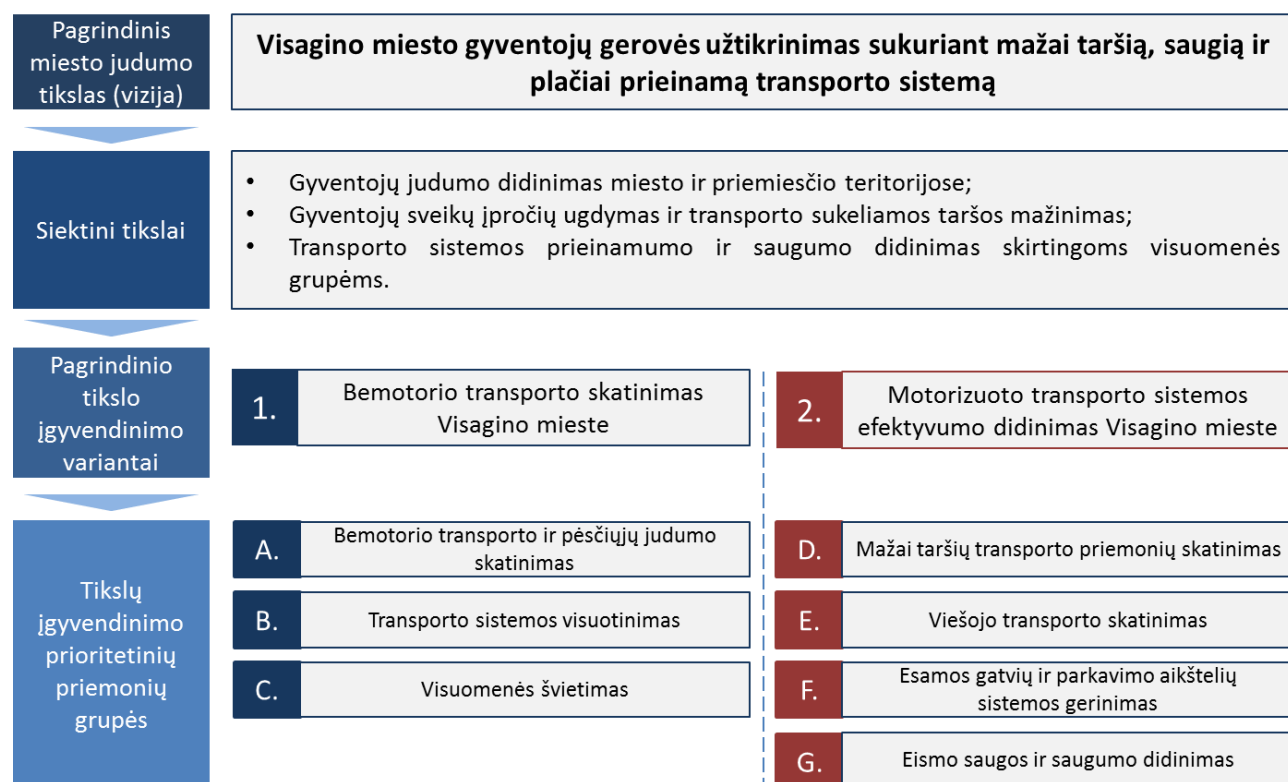 Pagrindinis
miesto judumo
tikslas (vizija)
Visagino miesto gyventojų gerovės užtikrinimas sukuriant mažai taršią, saugią ir
plačiai prieinamą transporto sistemą
Siektini tikslai
• Gyventojų judumo didinimas miesto ir priemiesčio teritorijose;
• Gyventojų sveikų įpročių ugdymas ir transporto sukeliamos taršos mažinimas;
• Transporto sistemos prieinamumo ir saugumo didinimas skirtingoms visuomenės
grupėms.
Pagrindinio
tikslo
įgyvendinimo
variantai
1.
Bemotorio transporto skatinimas
Visagino mieste
2.
Motorizuoto transporto sistemos
efektyvumo didinimas Visagino mieste
Tikslų
įgyvendinimo
prioritetinių
priemonių
grupės
A.
Bemotorio transporto ir pėsčiųjų judumo
skatinimas
B.
Transporto sistemos visuotinimas
C.
Visuomenės švietimas
D.
Mažai taršių transporto priemonių skatinimas
E.
Viešojo transporto skatinimas
F.
Esamos gatvių ir parkavimo aikštelių
sistemos gerinimas
G.
Eismo saugos ir saugumo didinimas